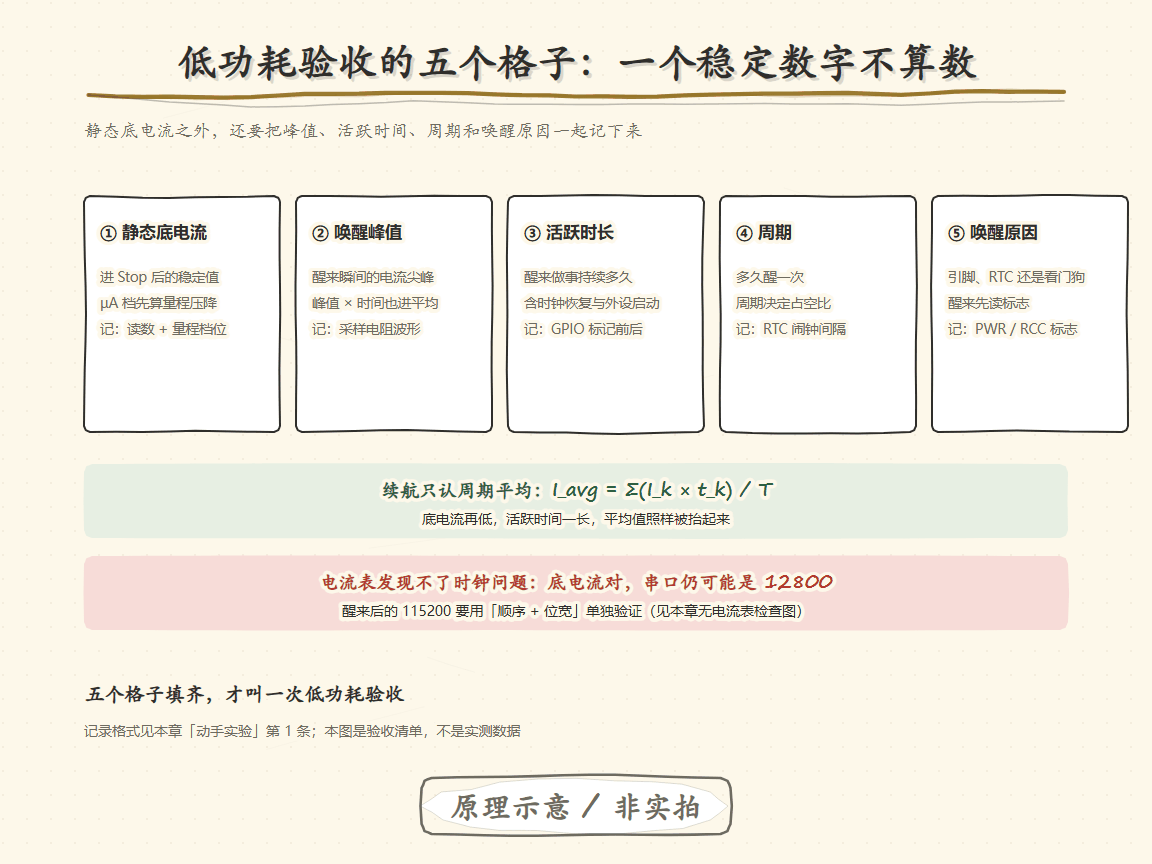 低功耗验收的五个格子：一个稳定数字不算数
静态底电流之外，还要把峰值、活跃时间、周期和唤醒原因一起记下来
① 静态底电流
进 Stop 后的稳定值
μA 档先算量程压降
记：读数 + 量程档位
② 唤醒峰值
醒来瞬间的电流尖峰
峰值 × 时间也进平均
记：采样电阻波形
③ 活跃时长
醒来做事持续多久
含时钟恢复与外设启动
记：GPIO 标记前后
④ 周期
多久醒一次
周期决定占空比
记：RTC 闹钟间隔
⑤ 唤醒原因
引脚、RTC 还是看门狗
醒来先读标志
记：PWR / RCC 标志
续航只认周期平均：I_avg = Σ(I_k × t_k) / T
底电流再低，活跃时间一长，平均值照样被抬起来
电流表发现不了时钟问题：底电流对，串口仍可能是 12800
醒来后的 115200 要用「顺序 + 位宽」单独验证（见本章无电流表检查图）
五个格子填齐，才叫一次低功耗验收
记录格式见本章「动手实验」第 1 条；本图是验收清单，不是实测数据
原理示意 / 非实拍